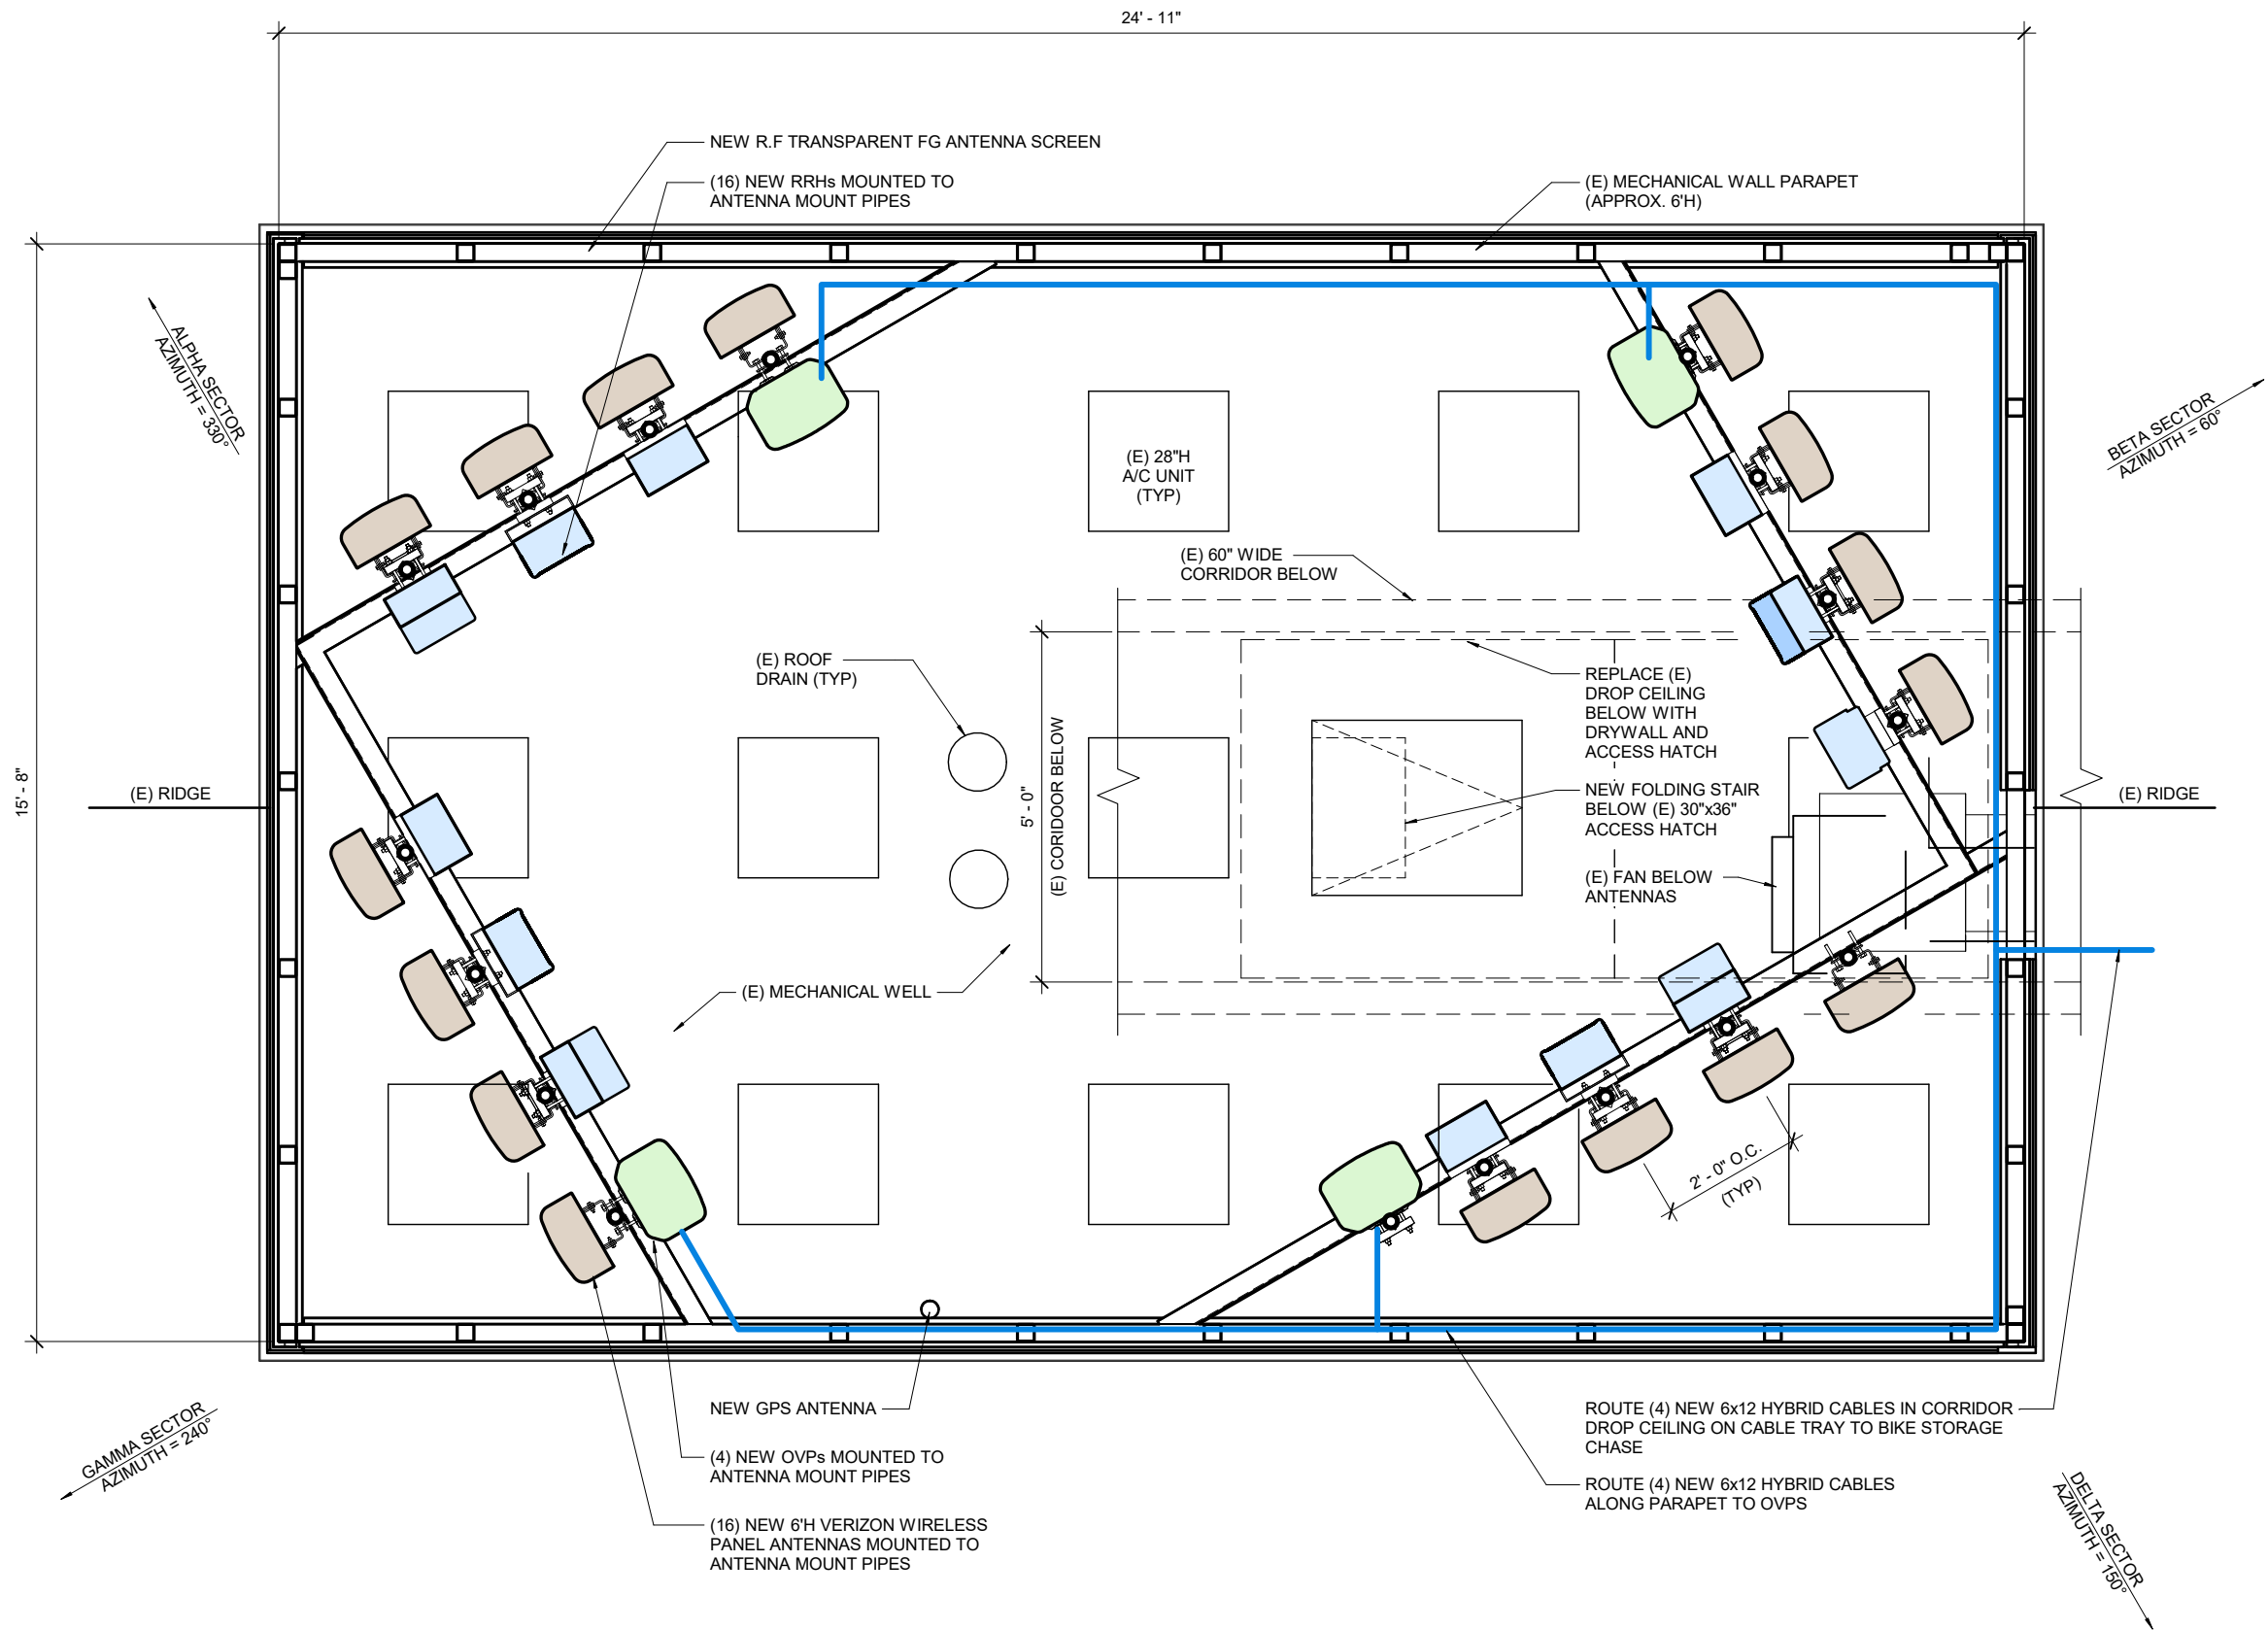 24' - 11"
NEW R.F TRANSPARENT FG ANTENNA SCREEN
(16) NEW RRHs MOUNTED TO
ANTENNA MOUNT PIPES
(E) MECHANICAL WALL PARAPET
(APPROX. 6'H)
ALPHA SECTOR
AZIMUTH = 330°
BETA SECTOR
AZIMUTH = 60°
(E) 28"H
A/C UNIT
(TYP)
(E) 60" WIDE
CORRIDOR BELOW
(E) ROOF
DRAIN (TYP)
REPLACE (E)
DROP CEILING
BELOW WITH
DRYWALL AND
ACCESS HATCH
15' - 8"
(E) RIDGE
5' - 0"
(E) CORRIDOR BELOW
NEW FOLDING STAIR
BELOW (E) 30"x36"
ACCESS HATCH
(E) RIDGE
(E) FAN BELOW
ANTENNAS
(E) MECHANICAL WELL
2' - 0" O.C.
(TYP)
GAMMA SECTOR
AZIMUTH = 240°
NEW GPS ANTENNA
(4) NEW OVPs MOUNTED TO
ANTENNA MOUNT PIPES
(16) NEW 6'H VERIZON WIRELESS
PANEL ANTENNAS MOUNTED TO
ANTENNA MOUNT PIPES
ROUTE (4) NEW 6x12 HYBRID CABLES IN CORRIDOR
DROP CEILING ON CABLE TRAY TO BIKE STORAGE
CHASE
ROUTE (4) NEW 6x12 HYBRID CABLES
ALONG PARAPET TO OVPS
DELTA SECTOR
AZIMUTH = 150°